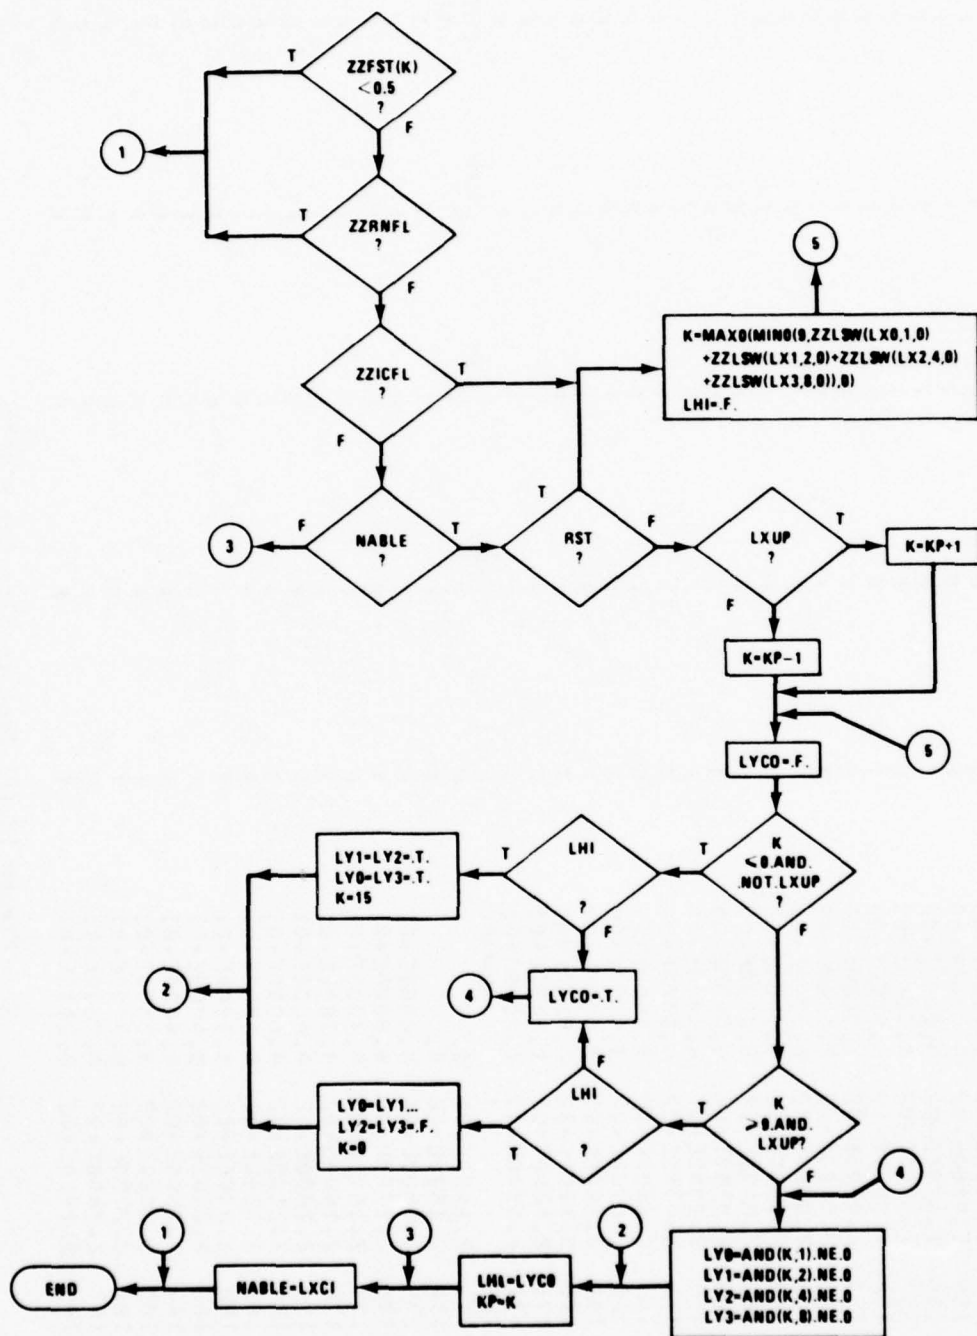 T
ZZFST(K)
<0.5
?
F
1
T
ZZRNFL
?
F
5
K=MAX0(MIN0(9,ZZLSW(LX0,1,0)
+ZZLSW(LX1,2,0)+ZZLSW(LX2,4,0)
+ZZLSW(LX3,8,0)),0)
LHI=.F.
ZZICFL
?
T
F
3
F
NABLE
?
T
T
RST
?
F
LXUP
?
T
K=KP+1
F
K=KP-1
5
LYCO=.F.
K
≤0.AND.
.NOT.LXUP
?
T
F
LHI
?
T
F
LY1=LY2=.T.
LY0=LY3=.T.
K=15
2
4
LYCO=.T.
F
LHI
?
T
LY0=LY1...
LY2=LY3=.F.
K=0
K
≥9.AND.
LXUP?
T
F
4
1
3
2
END
NABLE=LXCI
LHI=LYCO
KP=K
LY0=AND(K,1).NE.0
LY1=AND(K,2).NE.0
LY2=AND(K,4).NE.0
LY3=AND(K,8).NE.0